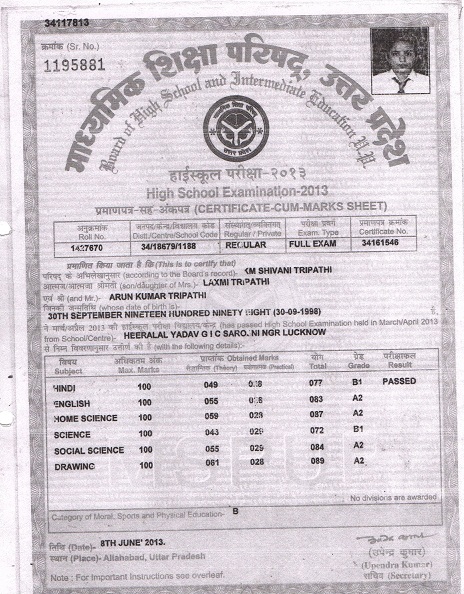 34117813
क्रमांक (Sr. No.)
1195881
माध्यमिक शिक्षा परिषद्, उत्तर प्रदेश
Board of High School and Intermediate Education U.P.
हाईस्कूल परीक्षा-२०१३
High School Examination-2013
प्रमाणपत्र-सह-अंकपत्र (CERTIFICATE-CUM-MARKS SHEET)
अनुक्रमांक जनपद/केन्द्र/विद्यालय कोड संस्थागत/व्यक्तिगत परीक्षा प्रकार प्रमाणपत्र क्रमांक
Roll No. Distt./Centre/School Code Regular / Private Exam. Type Certificate No.
1427670 34/18679/1188 REGULAR FULL EXAM 34161546
प्रमाणित किया जाता है कि (This is to certify that)
परिषद् के अभिलेखानुसार (according to the Board's record)- KM SHIVANI TRIPATHI
आत्मज/आत्मजा श्रीमती (son/daughter of Mrs.) LAXMI TRIPATHI
एवं श्री (and Mr.)- ARUN KUMAR TRIPATHI
जिनकी जन्मतिथि (whose date of birth is):
30TH SEPTEMBER NINETEEN HUNDRED NINETY EIGHT (30-09-1998)
ने मार्च/अप्रैल 2013 की हाईस्कूल परीक्षा विद्यालय/केन्द्र (has passed High School Examination held in March/April 2013
from School/Centre)- HEERALAL YADAV G I C SARO. NI NGR LUCKNOW
से निम्न विवरणानुसार उत्तीर्ण की है (with the following details):
विषय अधिकतम अंक प्राप्तांक Obtained Marks योग ग्रेड परीक्षाफल
Subject Max. Marks (Theory) (Practical) Total Grade Result
HINDI 100 049 028 077 B1 PASSED
ENGLISH 100 055 028 083 A2
HOME SCIENCE 100 059 028 087 A2
SCIENCE 100 043 029 072 B1
SOCIAL SCIENCE 100 055 029 084 A2
DRAWING 100 061 028 089 A2
No divisions are awarded
Category of Moral, Sports and Physical Education- B
तिथि (Date)- 8TH JUNE' 2013.
स्थान (Place)- Allahabad, Uttar Pradesh
(उपेन्द्र कुमार)
(Upendra Kumar)
सचिव (Secretary)
Note : For Important Instructions see overleaf.